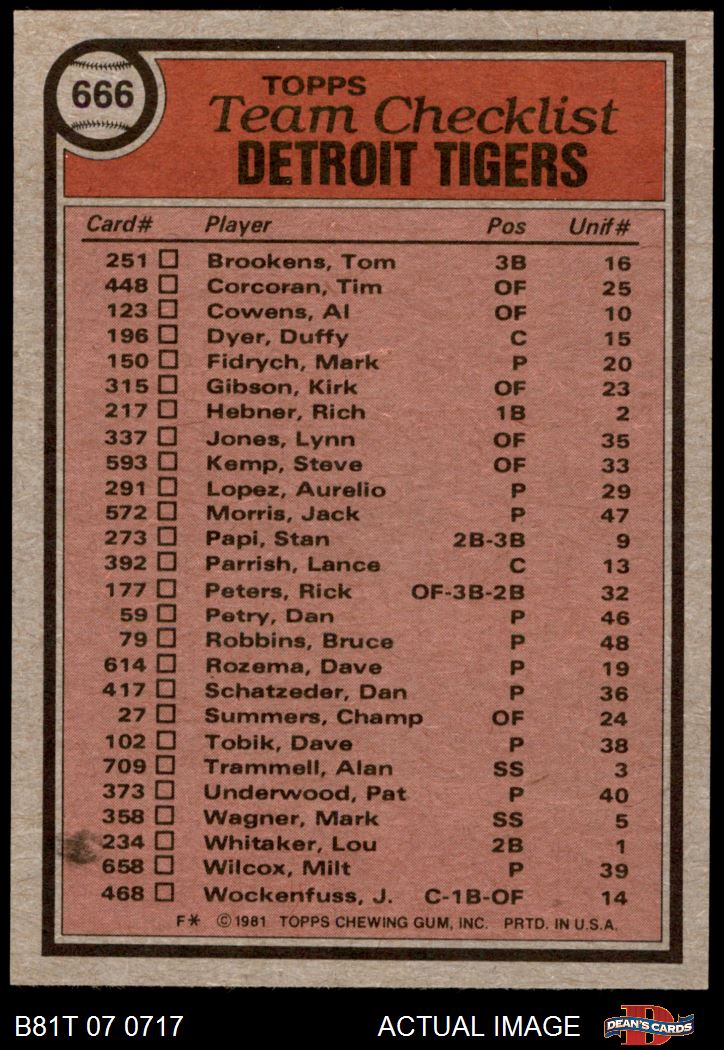 666
TOPPS
Team Checklist
DETROIT TIGERS
Card# Player Pos Unif#
251 Brookens, Tom 3B 16
448 Corcoran, Tim OF 25
123 Cowens, Al OF 10
196 Dyer, Duffy C 15
150 Fidrych, Mark P 20
315 Gibson, Kirk OF 23
217 Hebner, Rich 1B 2
337 Jones, Lynn OF 35
593 Kemp, Steve OF 33
291 Lopez, Aurelio P 29
572 Morris, Jack P 47
273 Papi, Stan 2B-3B 9
392 Parrish, Lance C 13
177 Peters, Rick OF-3B-2B 32
59 Petry, Dan P 46
79 Robbins, Bruce P 48
614 Rozema, Dave P 19
417 Schatzeder, Dan P 36
27 Summers, Champ OF 24
102 Tobik, Dave P 38
709 Trammell, Alan SS 3
373 Underwood, Pat P 40
358 Wagner, Mark SS 5
234 Whitaker, Lou 2B 1
658 Wilcox, Milt P 39
468 Wockenfuss, J. C-1B-OF 14
F* ©1981 TOPPS CHEWING GUM, INC. PRTD. IN U.S.A.
B81T 07 0717 ACTUAL IMAGE D DEAN'S CARDS